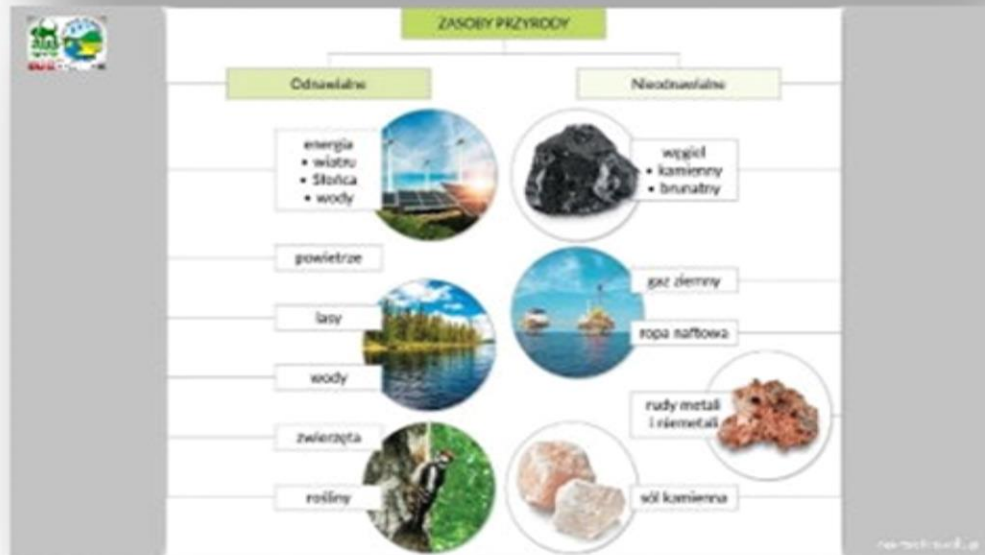 ZASOBY PRZYRODY
Odnawialne
energia
• wiatru
• Słońca
• wody
powietrze
lasy
wody
zwierzęta
rośliny
Nieodnawialne
węgiel
• kamienny
• brunatny
gaz ziemny
ropa naftowa
rudy metali
i niemetali
sól kamienna